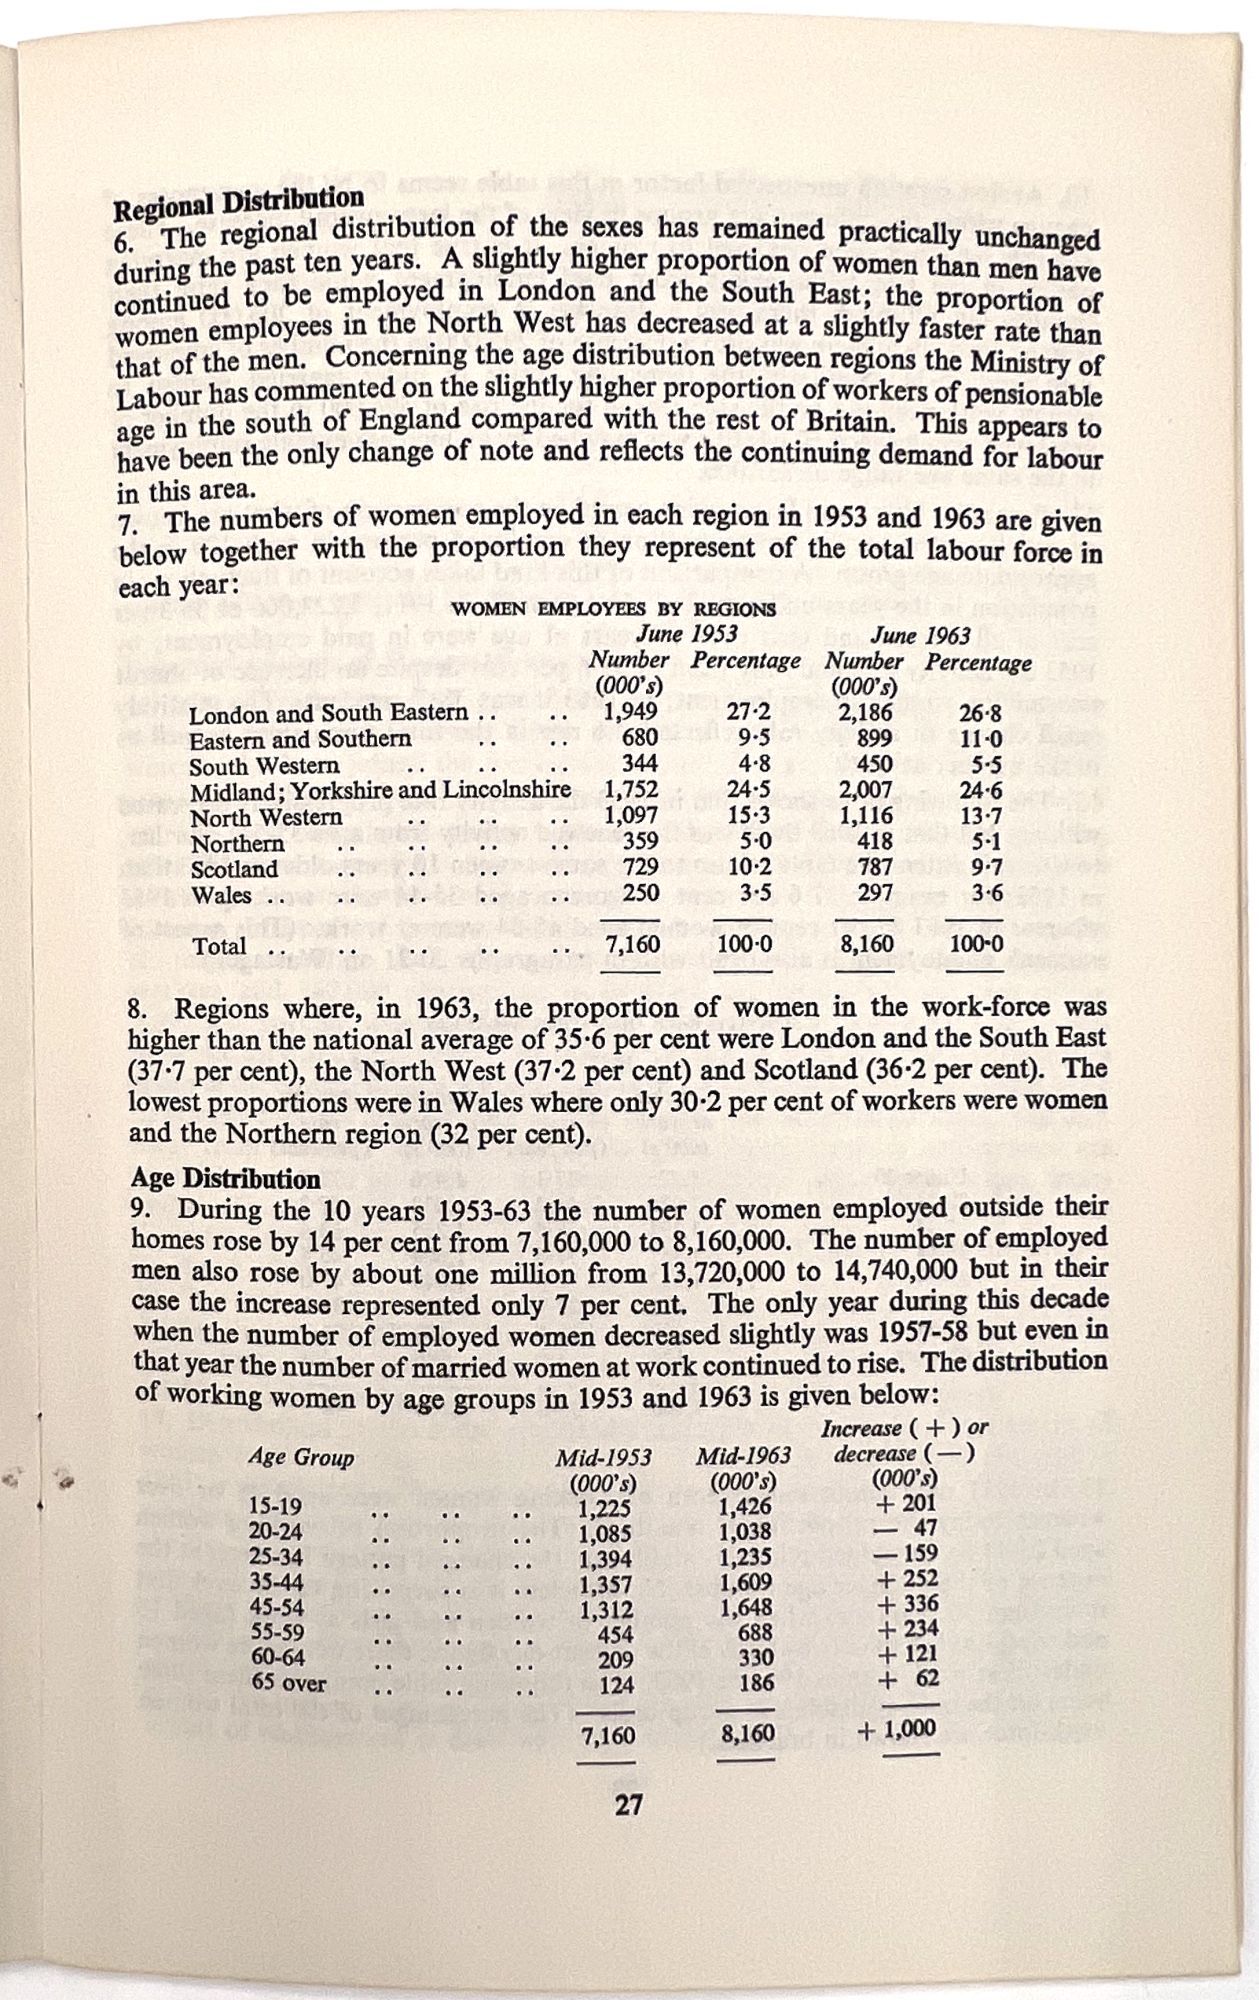 Regional Distribution
6. The regional distribution of the sexes has remained practically unchanged
during the past ten years. A slightly higher proportion of women than men have
continued to be employed in London and the South East; the proportion of
women employees in the North West has decreased at a slightly faster rate than
that of the men. Concerning the age distribution between regions the Ministry of
Labour has commented on the slightly higher proportion of workers of pensionable
age in the south of England compared with the rest of Britain. This appears to
have been the only change of note and reflects the continuing demand for labour
in this area.
7. The numbers of women employed in each region in 1953 and 1963 are given
below together with the proportion they represent of the total labour force in
each year:
WOMEN EMPLOYEES BY REGIONS
June 1953 June 1963
Number Percentage Number Percentage
(000's) (000's)
London and South Eastern .. .. 1,949 27·2 2,186 26·8
Eastern and Southern .. .. 680 9·5 899 11·0
South Western .. .. .. 344 4·8 450 5·5
Midland; Yorkshire and Lincolnshire 1,752 24·5 2,007 24·6
North Western .. .. .. 1,097 15·3 1,116 13·7
Northern .. .. .. .. 359 5·0 418 5·1
Scotland .. .. .. .. 729 10·2 787 9·7
Wales .. .. .. .. .. 250 3·5 297 3·6
Total .. .. .. .. .. 7,160 100·0 8,160 100·0
8. Regions where, in 1963, the proportion of women in the work-force was
higher than the national average of 35·6 per cent were London and the South East
(37·7 per cent), the North West (37·2 per cent) and Scotland (36·2 per cent). The
lowest proportions were in Wales where only 30·2 per cent of workers were women
and the Northern region (32 per cent).
Age Distribution
9. During the 10 years 1953-63 the number of women employed outside their
homes rose by 14 per cent from 7,160,000 to 8,160,000. The number of employed
men also rose by about one million from 13,720,000 to 14,740,000 but in their
case the increase represented only 7 per cent. The only year during this decade
when the number of employed women decreased slightly was 1957-58 but even in
that year the number of married women at work continued to rise. The distribution
of working women by age groups in 1953 and 1963 is given below:
Increase (+) or
Age Group Mid-1953 Mid-1963 decrease (—)
(000's) (000's) (000's)
15-19 .. .. .. 1,225 1,426 + 201
20-24 .. .. .. 1,085 1,038 — 47
25-34 .. .. .. 1,394 1,235 — 159
35-44 .. .. .. 1,357 1,609 + 252
45-54 .. .. .. 1,312 1,648 + 336
55-59 .. .. .. 454 688 + 234
60-64 .. .. .. 209 330 + 121
65 over .. .. .. 124 186 + 62
7,160 8,160 + 1,000
27